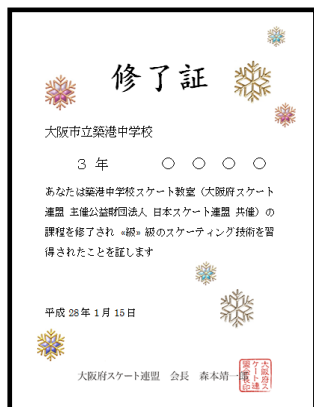 修了証
大阪市立築港中学校
３年　　○　○　○　○
あなたは築港中学校スケート教室（大阪府スケート
連盟 主催公益財団法人 日本スケート連盟 共催）の
課程を修了され «級» 級のスケーティング技術を習
得されたことを証します
平成 28 年 1 月 15 日
大阪府スケート連盟　会長　森本靖一郎